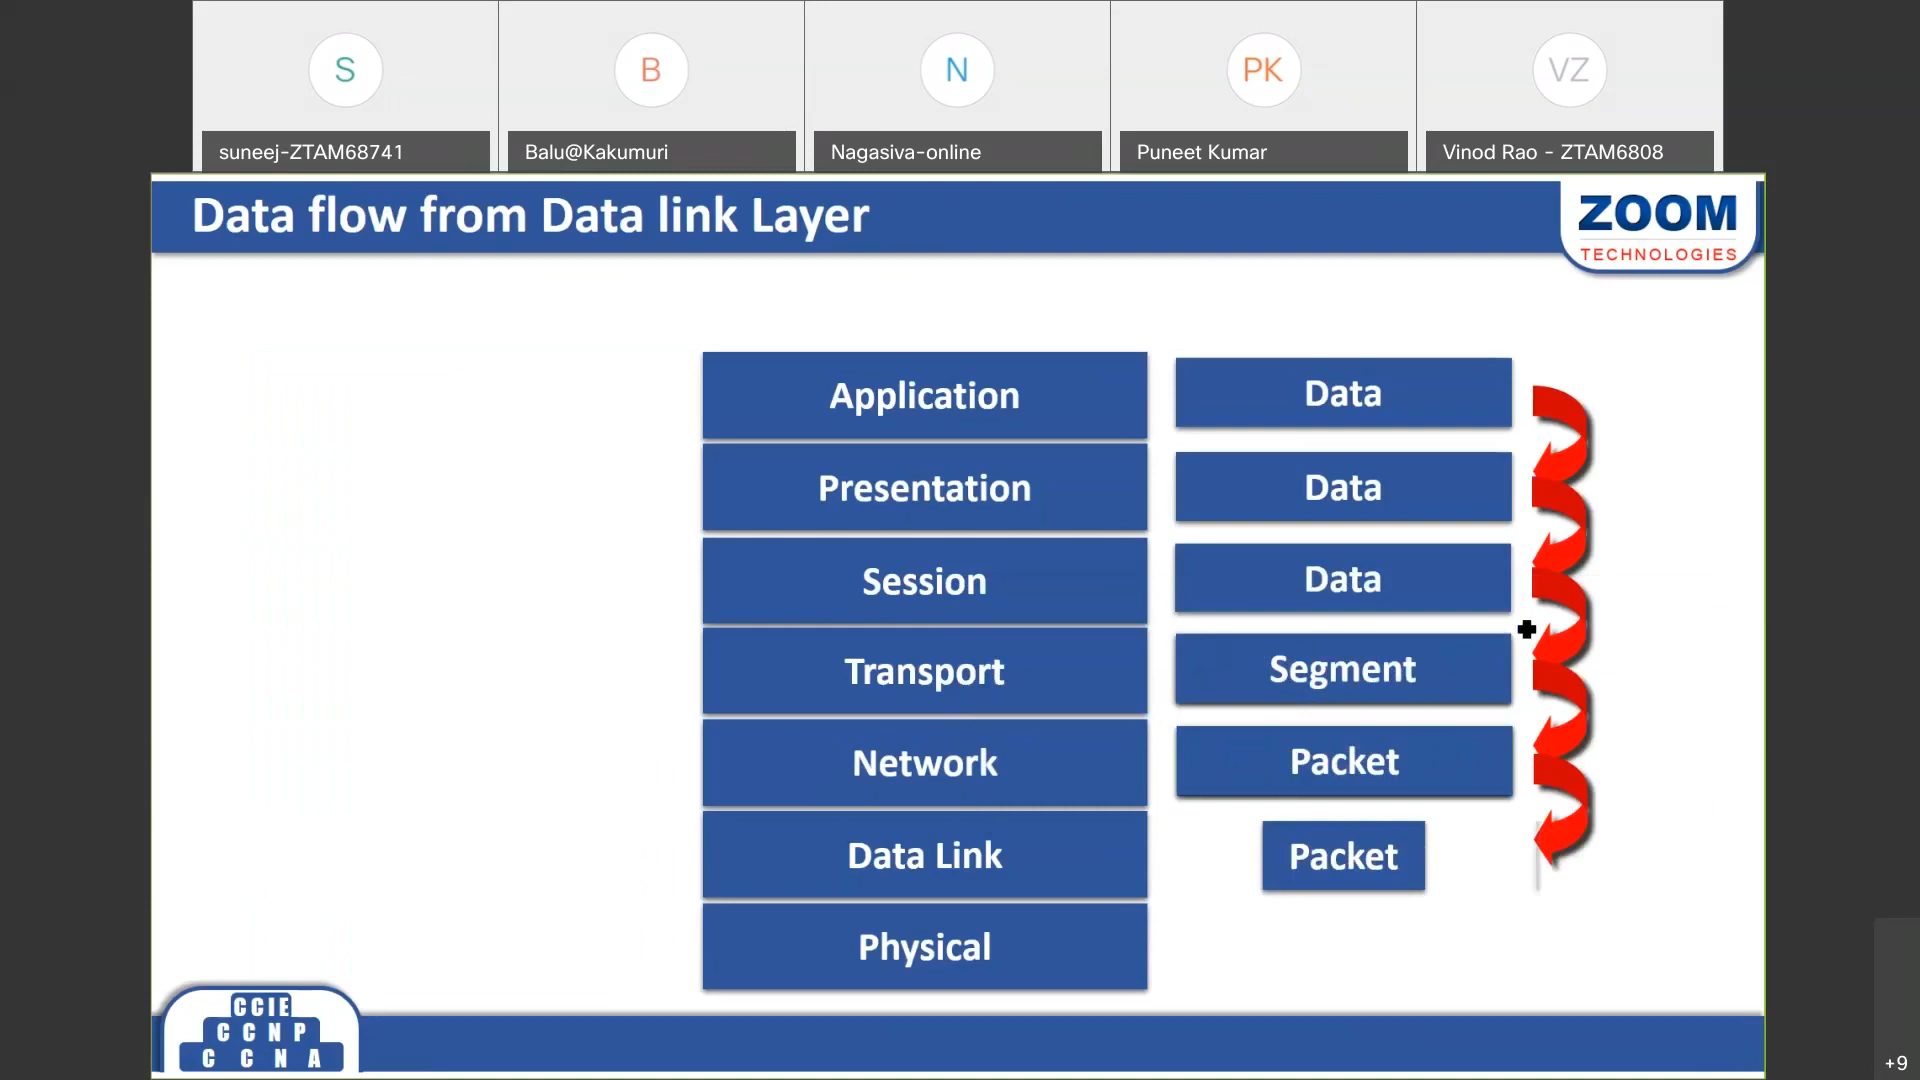 S
B
N
PK
VZ
suneej-ZTAM68741
Balu@Kakumuri
Nagasiva-online
Puneet Kumar
Vinod Rao - ZTAM6808
Data flow from Data link Layer
ZOOM
TECHNOLOGIES
Application
Data
Presentation
Data
Session
Data
Transport
Segment
Network
Packet
Data Link
Packet
Physical
CCIE
CCNP
CCNA
+9